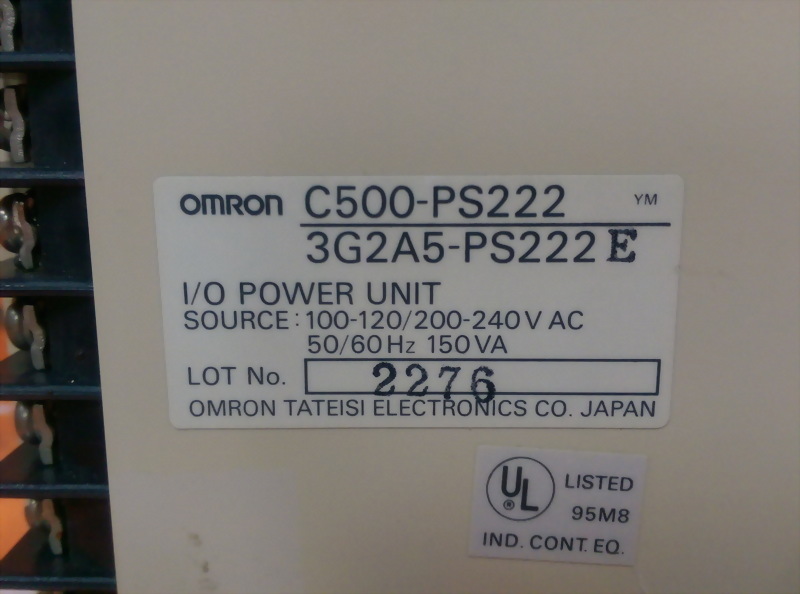 OMRON C500-PS222 YM
3G2A5-PS222 E
I/O POWER UNIT
SOURCE: 100-120/200-240V AC
50/60Hz 150VA
LOT No. 2276
OMRON TATEISI ELECTRONICS CO. JAPAN
UL LISTED
95M8
IND. CONT. EQ.